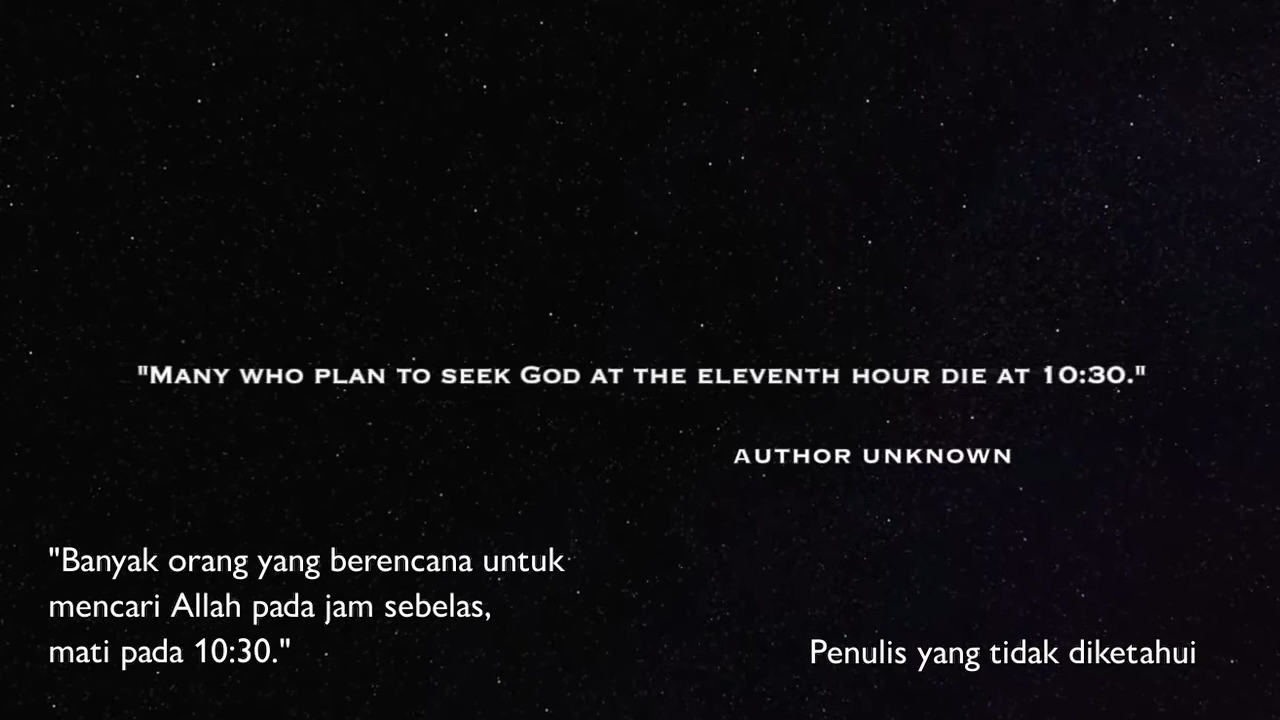 "Many who plan to seek God at the eleventh hour die at 10:30."
author unknown
"Banyak orang yang berencana untuk
mencari Allah pada jam sebelas,
mati pada 10:30."
Penulis yang tidak diketahui